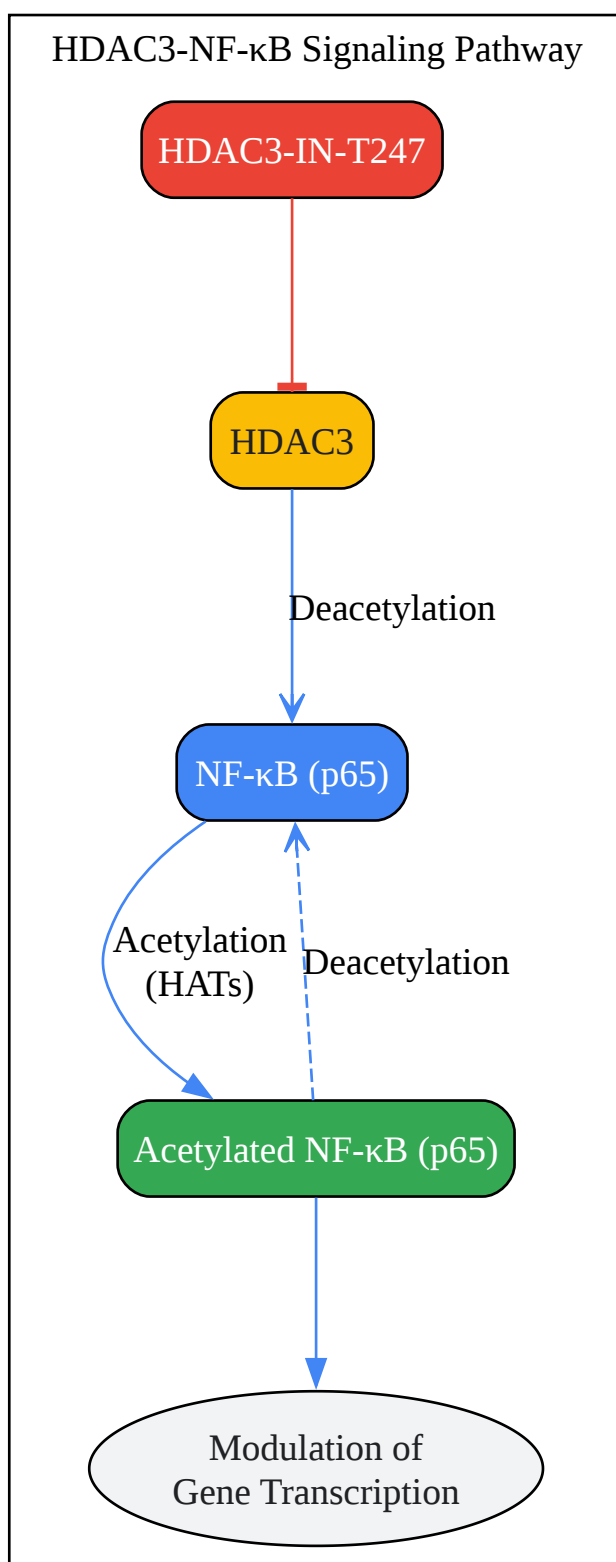 HDAC3-NF-κB Signaling Pathway
HDAC3-IN-T247
HDAC3
Deacetylation
NF-κB (p65)
Acetylation
(HATs)
Deacetylation
Acetylated NF-κB (p65)
Modulation of
Gene Transcription